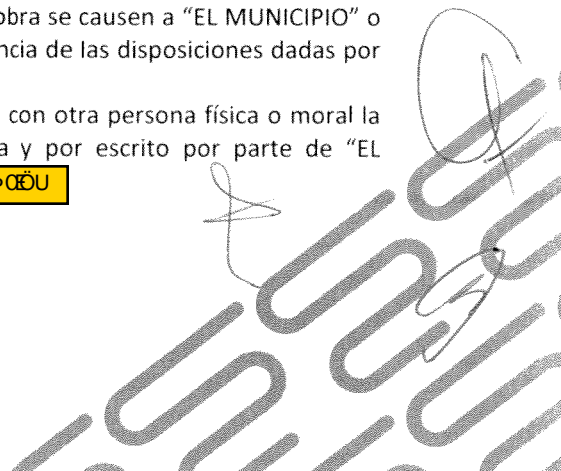 obra se causen a “EL MUNICIPIO” o
ncia de las disposiciones dadas por
con otra persona física o moral la
a y por escrito por parte de “EL